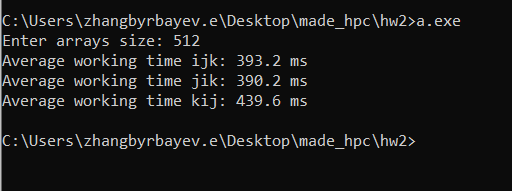 C:\Users\zhangbyrbayev.e\Desktop\made_hpc\hw2>a.exe
Enter arrays size: 512
Average working time ijk: 393.2 ms
Average working time jik: 390.2 ms
Average working time kij: 439.6 ms
C:\Users\zhangbyrbayev.e\Desktop\made_hpc\hw2>